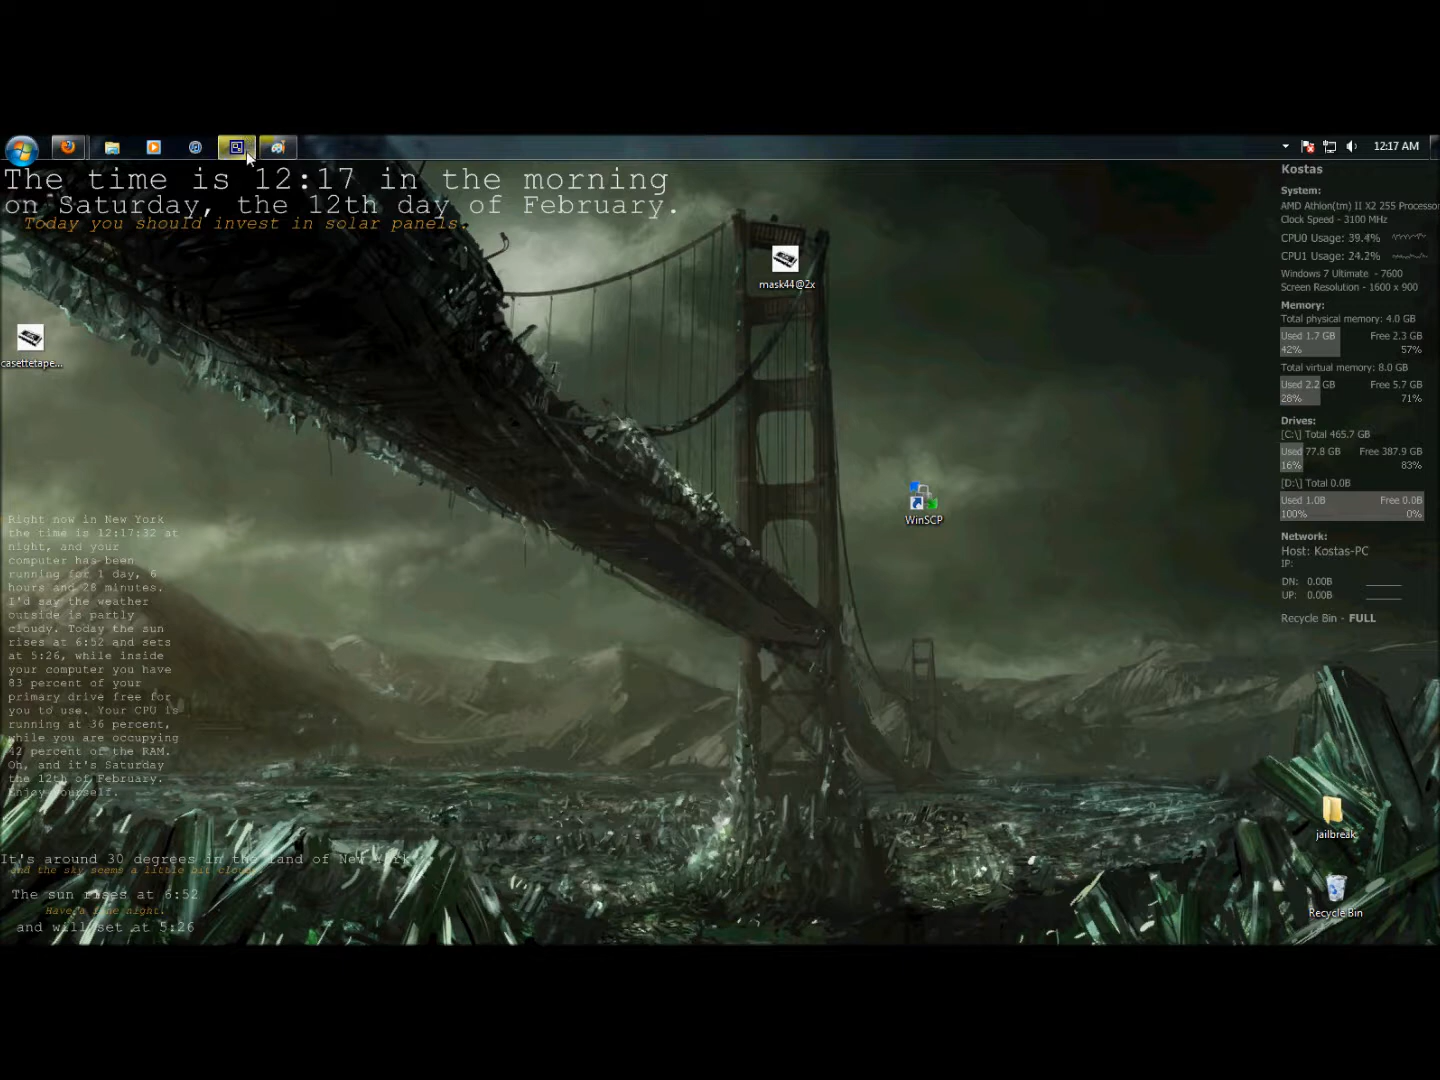 12:17 AM
The time is 12:17 in the morning
on Saturday, the 12th day of February.
Today you should invest in solar panels.
mask44@2x
casettetape...
WinSCP
Right now in New York
the time is 12:17:32 at
night, and your
computer has been
running for 1 day, 6
hours and 28 minutes.
I'd say the weather
outside is partly
cloudy. Today the sun
rises at 6:52 and sets
at 5:26, while inside
your computer you have
83 percent of your
primary drive free for
you to use. Your CPU is
running at 36 percent,
while you are occupying
42 percent of the RAM.
Oh, and it's Saturday
the 12th of February.
Enjoy yourself.
It's around 30 degrees in the land of New York
and the sky seems a little bit cloudy.
The sun rises at 6:52
Have a fine night.
and will set at 5:26
Kostas
System:
AMD Athlon(tm) II X2 255 Processor
Clock Speed - 3100 MHz
CPU0 Usage: 39.4%
CPU1 Usage: 24.2%
Windows 7 Ultimate - 7600
Screen Resolution - 1600 x 900
Memory:
Total physical memory: 4.0 GB
Used 1.7 GB Free 2.3 GB
42% 57%
Total virtual memory: 8.0 GB
Used 2.2 GB Free 5.7 GB
28% 71%
Drives:
[C:\] Total 465.7 GB
Used 77.8 GB Free 387.9 GB
16% 83%
[D:\] Total 0.0B
Used 1.0B Free 0.0B
100% 0%
Network:
Host: Kostas-PC
IP:
DN: 0.00B
UP: 0.00B
Recycle Bin - FULL
jailbreak
Recycle Bin